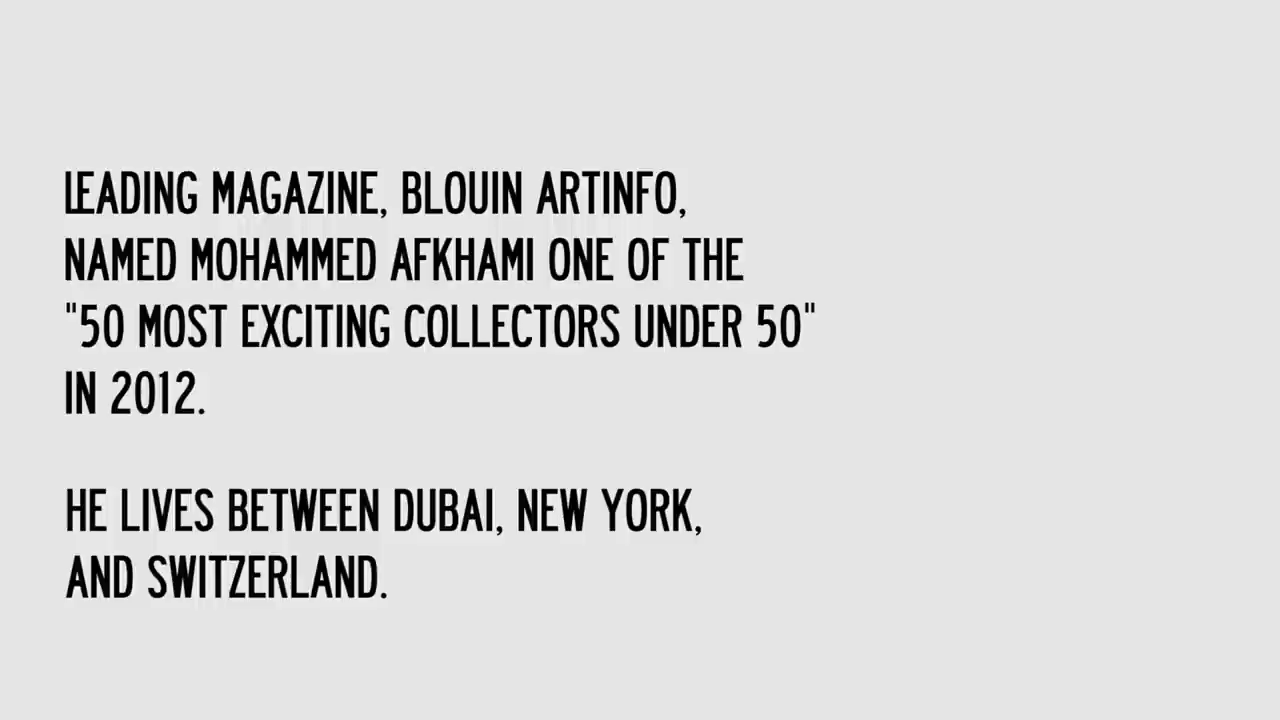 LEADING MAGAZINE, BLOUIN ARTINFO,
NAMED MOHAMMED AFKHAMI ONE OF THE
"50 MOST EXCITING COLLECTORS UNDER 50"
IN 2012.
HE LIVES BETWEEN DUBAI, NEW YORK,
AND SWITZERLAND.